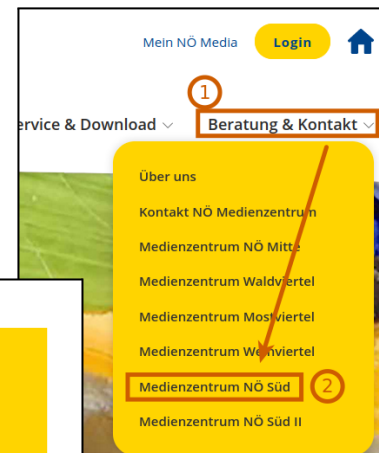 Mein NÖ Media Login
1
ervice & Download Beratung & Kontakt
Über uns
Kontakt NÖ Medienzentrum
Medienzentrum NÖ Mitte
Medienzentrum Waldviertel
Medienzentrum Mostviertel
Medienzentrum Weinviertel
Medienzentrum NÖ Süd 2
Medienzentrum NÖ Süd II